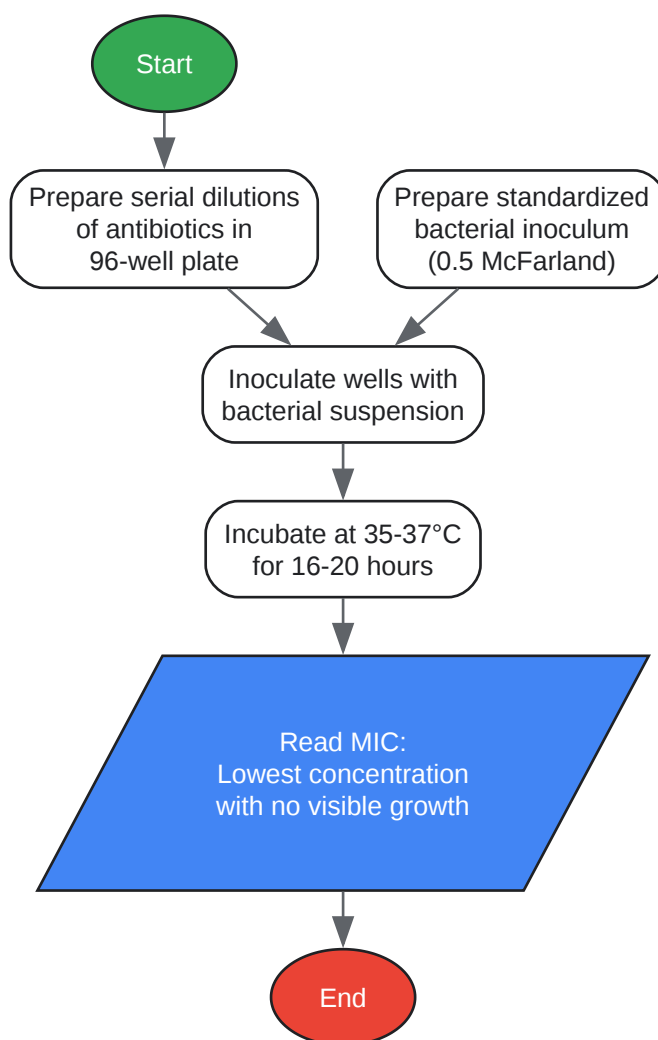 Start
Prepare serial dilutions
of antibiotics in
96-well plate
Prepare standardized
bacterial inoculum
(0.5 McFarland)
Inoculate wells with
bacterial suspension
Incubate at 35-37°C
for 16-20 hours
Read MIC:
Lowest concentration
with no visible growth
End